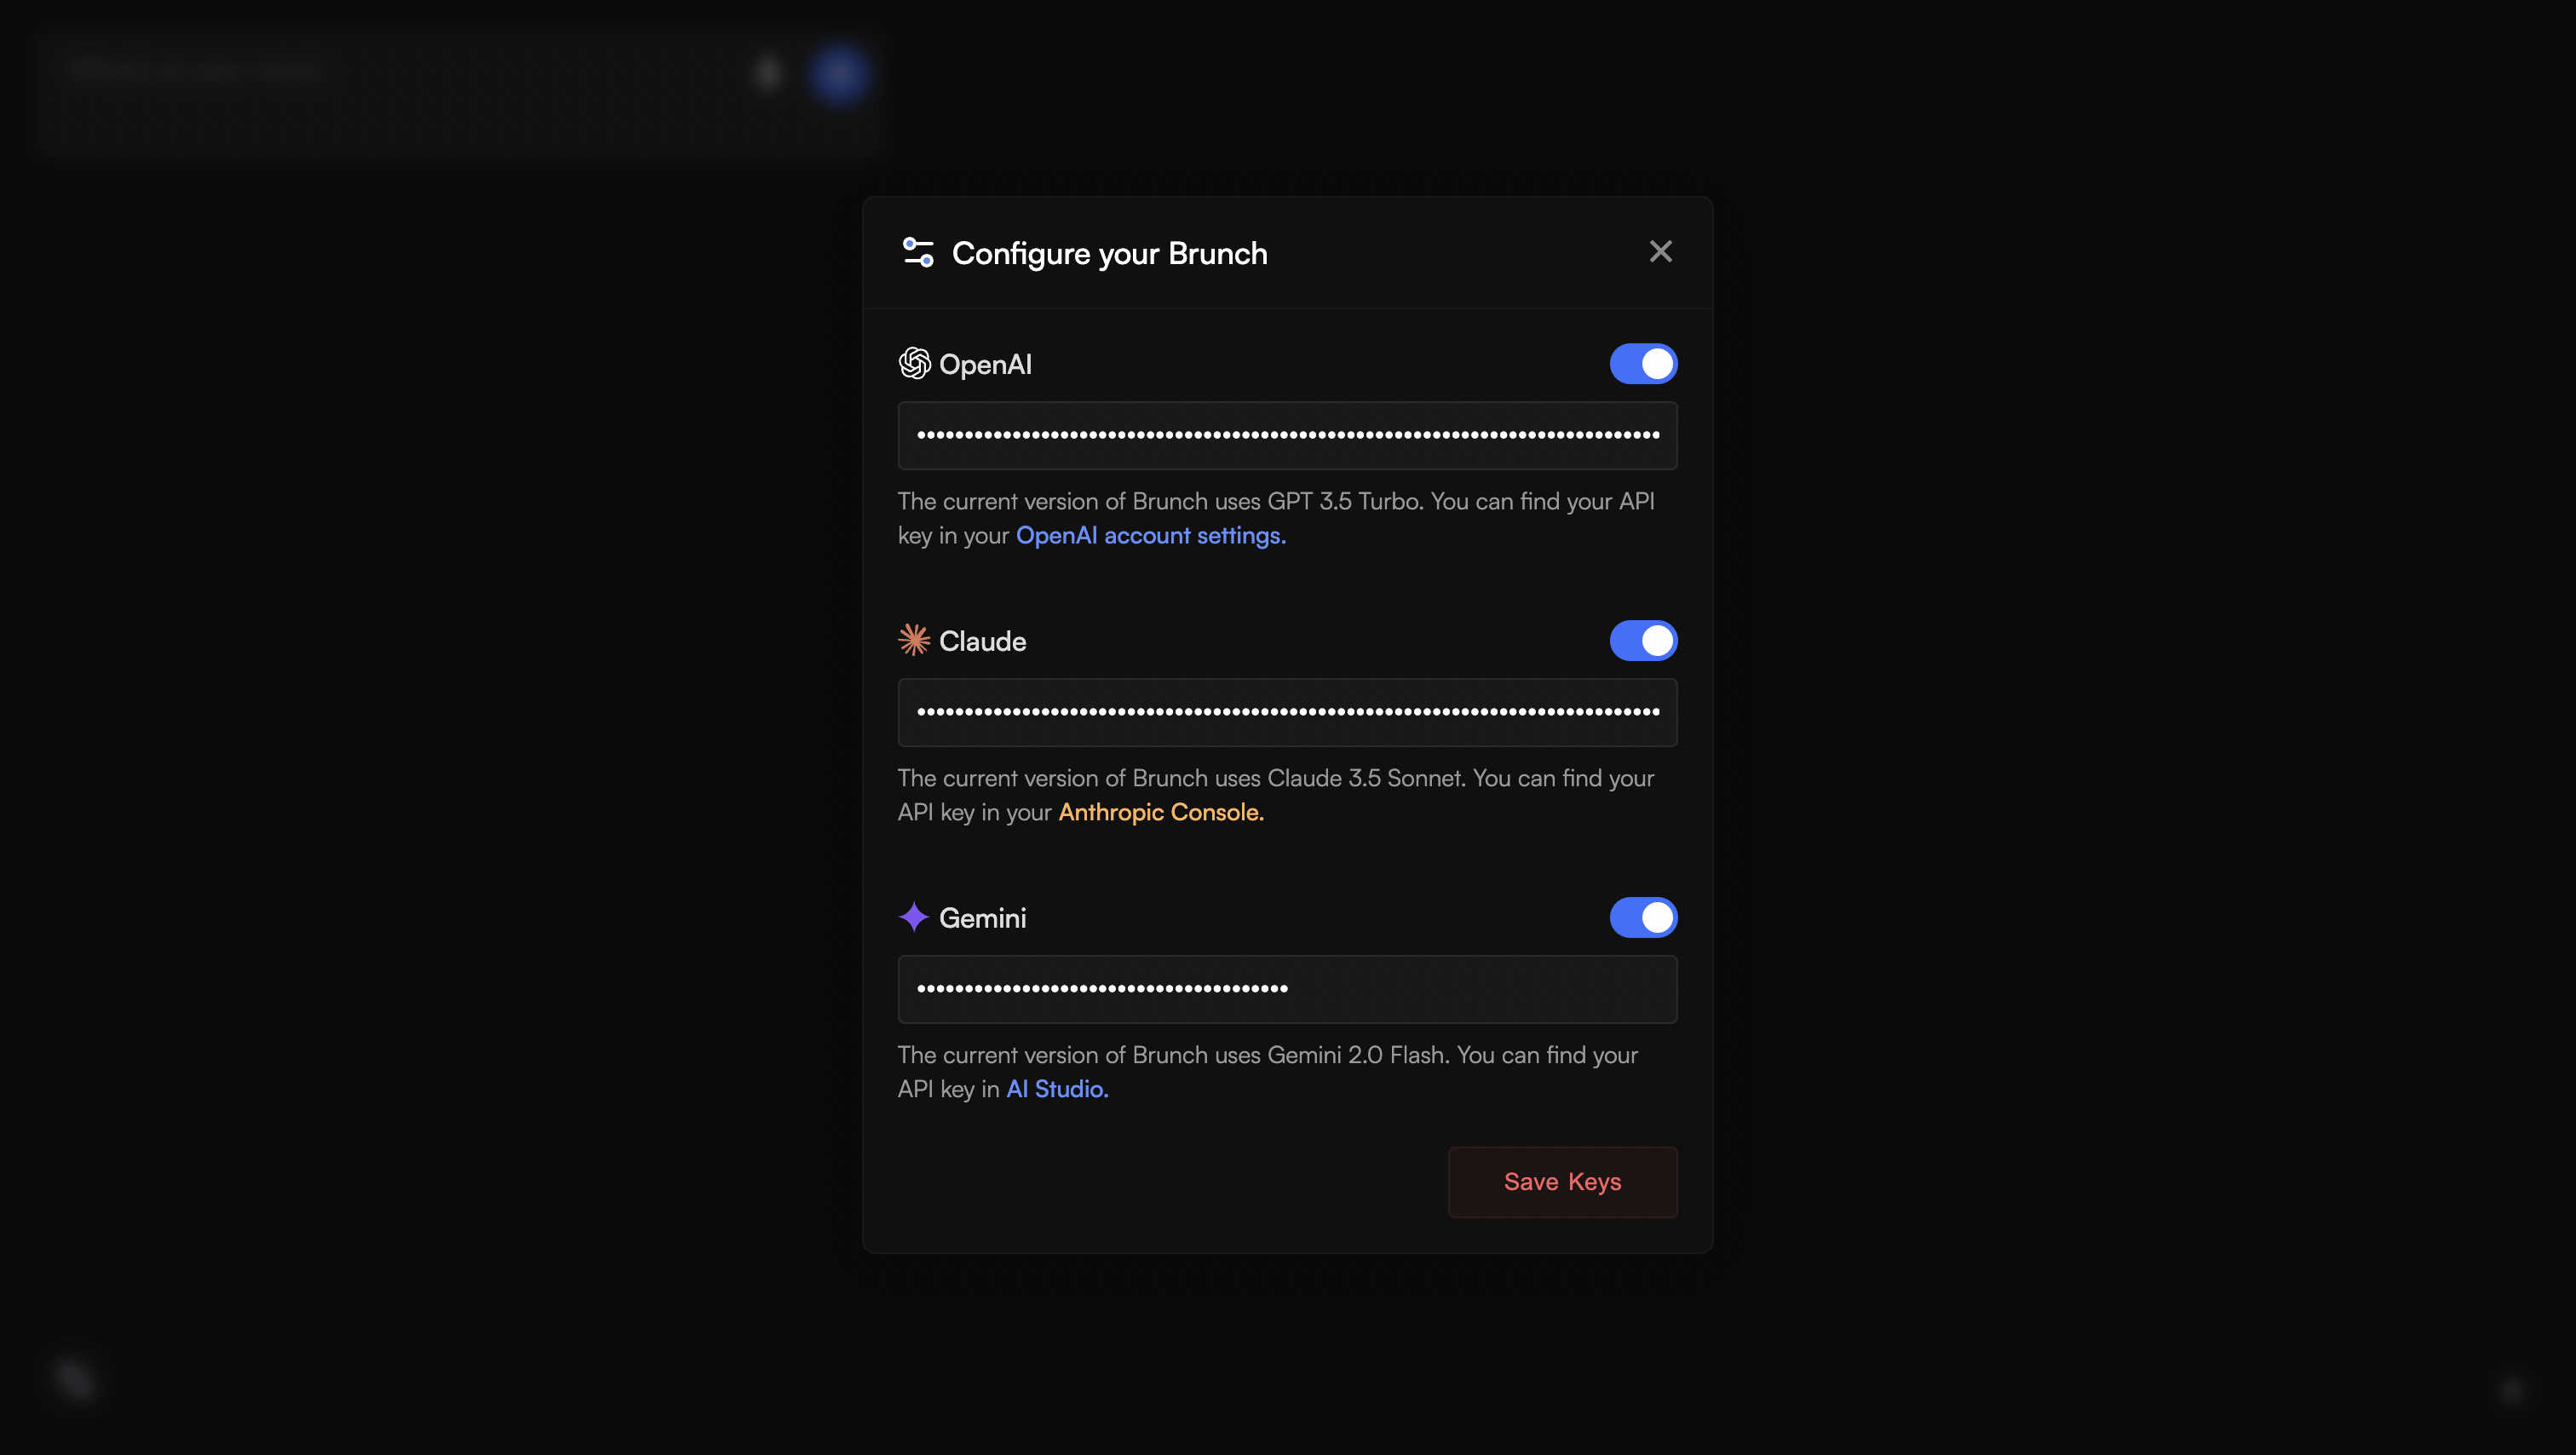 Configure your Brunch
OpenAI
The current version of Brunch uses GPT 3.5 Turbo. You can find your API
key in your OpenAI account settings.
Claude
The current version of Brunch uses Claude 3.5 Sonnet. You can find your
API key in your Anthropic Console.
Gemini
The current version of Brunch uses Gemini 2.0 Flash. You can find your
API key in AI Studio.
Save Keys